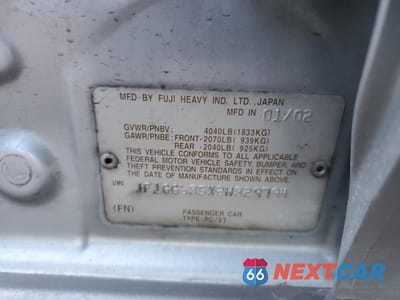 MFD BY FUJI HEAVY IND. LTD., JAPAN
MFD IN 01/02
GVWR/PNBV: 4040LB(1833KG)
GAWR/PNBE: FRONT-2070LB( 939KG)
REAR -2040LB( 925KG)
THIS VEHICLE CONFORMS TO ALL APPLICABLE
FEDERAL MOTOR VEHICLE SAFETY, BUMPER, AND
THEFT PREVENTION STANDARDS IN EFFECT ON THE
DATE OF MANUFACTURE SHOWN ABOVE.
VIN
(FN)
PASSENGER CAR
TYPE:PC/VT
66 NEXTCAR